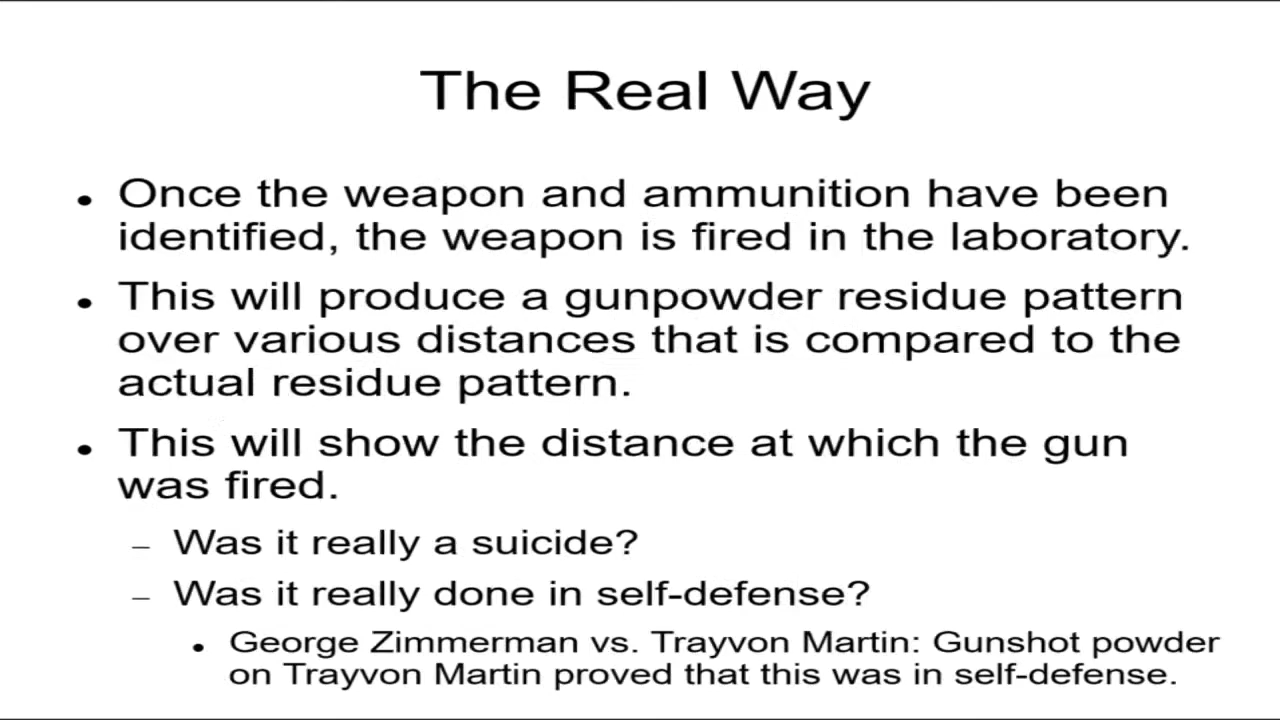 The Real Way
• Once the weapon and ammunition have been
identified, the weapon is fired in the laboratory.
• This will produce a gunpowder residue pattern
over various distances that is compared to the
actual residue pattern.
• This will show the distance at which the gun
was fired.
– Was it really a suicide?
– Was it really done in self-defense?
• George Zimmerman vs. Trayvon Martin: Gunshot powder
on Trayvon Martin proved that this was in self-defense.